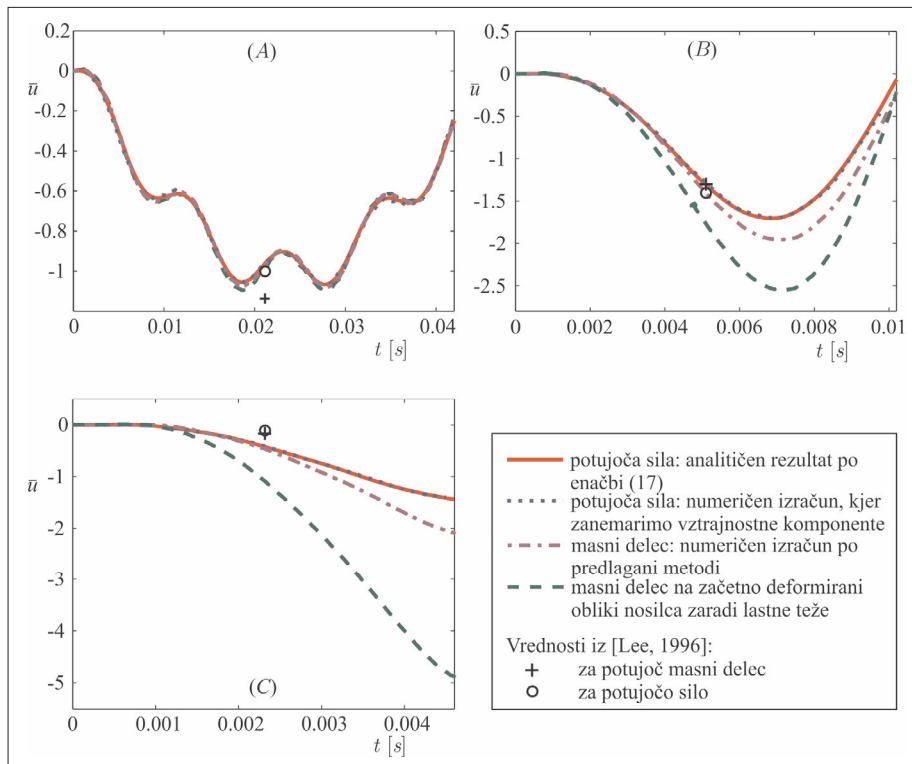 0.2
(A)
0
ū
-0.2
-0.4
-0.6
-0.8
-1
0
0.01
0.02
0.03
0.04
t [s]
0.5
(B)
0
ū
-0.5
-1
-1.5
-2
-2.5
0
0.002
0.004
0.006
0.008
0.01
t [s]
0
ū
-1
-2
-3
-4
-5
(C)
0
0.001
0.002
0.003
0.004
t [s]
potujoča sila: analitičen rezultat po
enačbi (17)
potujoča sila: numeričen izračun, kjer
zanemarimo vztrajnostne komponente
masni delec: numeričen izračun po
predlagani metodi
masni delec na začetno deformirani
obliki nosilca zaradi lastne teže
Vrednosti iz [Lee, 1996]:
+ za potujoč masni delec
o za potujočo silo